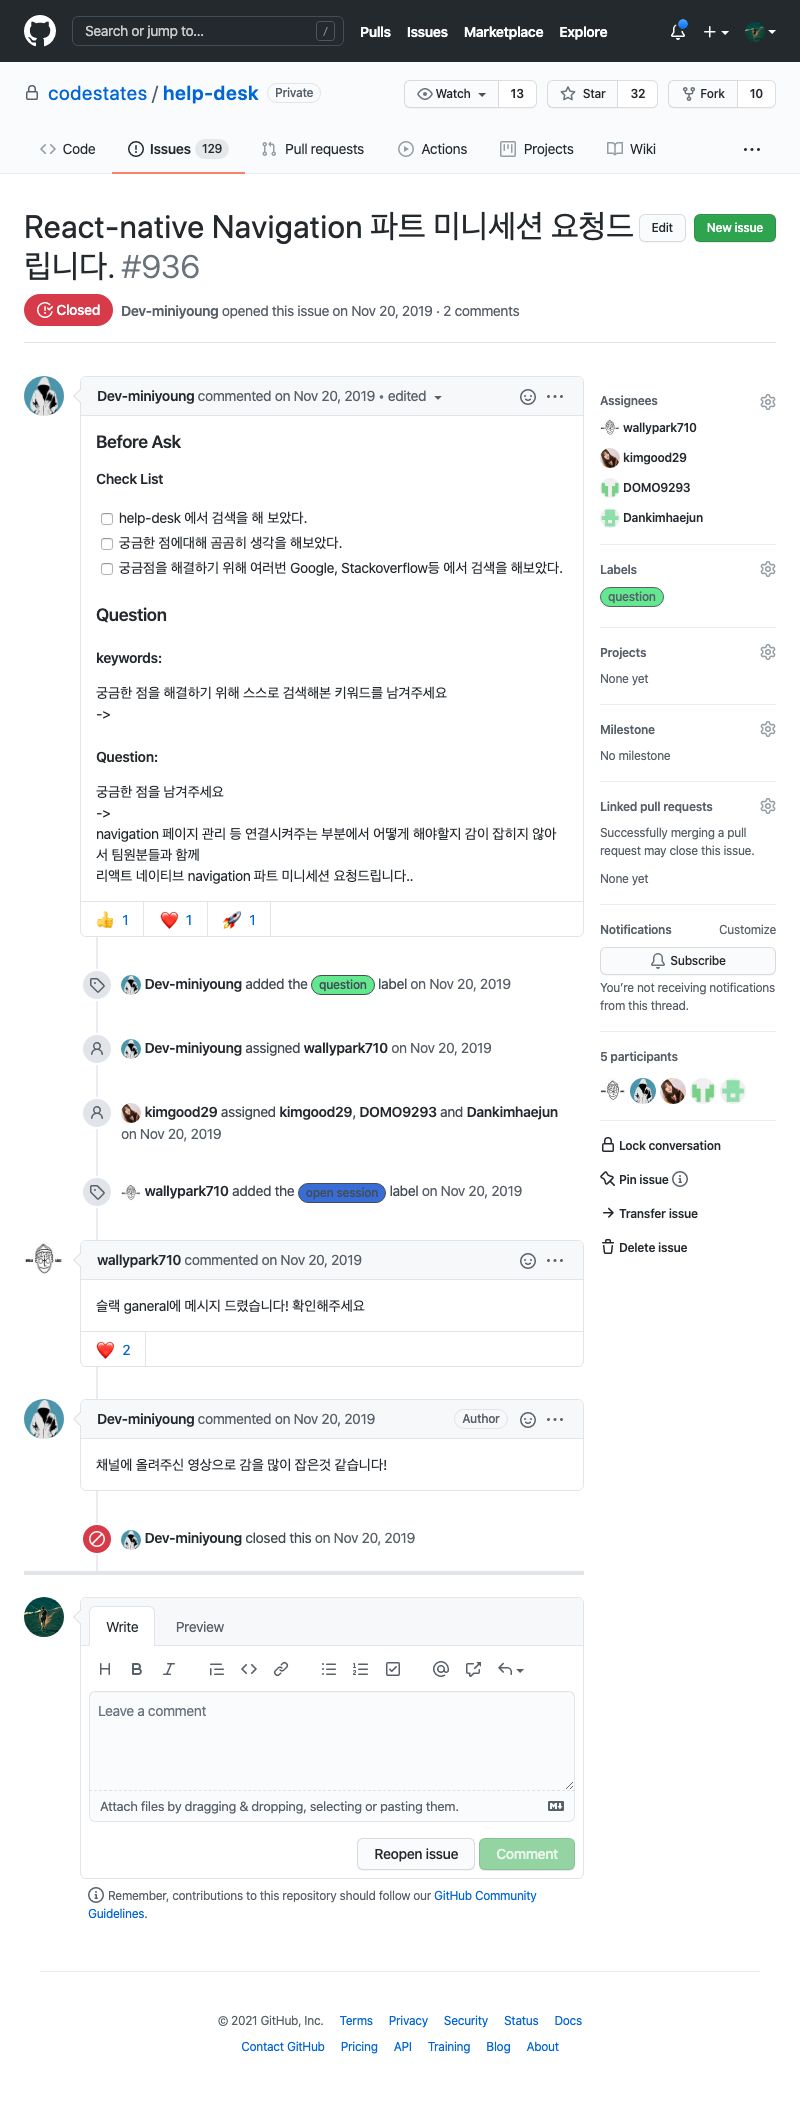 Search or jump to... /
Pulls Issues Marketplace Explore
codestates / help-desk Private
Watch 13 Star 32 Fork 10
Code Issues 129 Pull requests Actions Projects Wiki
React-native Navigation 파트 미니세션 요청드
립니다. #936
Edit New issue
Closed Dev-miniyoung opened this issue on Nov 20, 2019 · 2 comments
Dev-miniyoung commented on Nov 20, 2019 • edited
Before Ask
Check List
help-desk 에서 검색을 해 보았다.
궁금한 점에대해 곰곰히 생각을 해보았다.
궁금점을 해결하기 위해 여러번 Google, Stackoverflow등 에서 검색을 해보았다.
Question
keywords:
궁금한 점을 해결하기 위해 스스로 검색해본 키워드를 남겨주세요
->
Question:
궁금한 점을 남겨주세요
->
navigation 페이지 관리 등 연결시켜주는 부분에서 어떻게 해야할지 감이 잡히지 않아
서 팀원분들과 함께
리액트 네이티브 navigation 파트 미니세션 요청드립니다..
👍 1 ❤️ 1 🚀 1
Dev-miniyoung added the question label on Nov 20, 2019
Dev-miniyoung assigned wallypark710 on Nov 20, 2019
kimgood29 assigned kimgood29, DOMO9293 and Dankimhaejun
on Nov 20, 2019
wallypark710 added the open session label on Nov 20, 2019
wallypark710 commented on Nov 20, 2019
슬랙 ganeral에 메시지 드렸습니다! 확인해주세요
❤️ 2
Dev-miniyoung commented on Nov 20, 2019 Author
채널에 올려주신 영상으로 감을 많이 잡은것 같습니다!
Dev-miniyoung closed this on Nov 20, 2019
Assignees
wallypark710
kimgood29
DOMO9293
Dankimhaejun
Labels
question
Projects
None yet
Milestone
No milestone
Linked pull requests
Successfully merging a pull
request may close this issue.
None yet
Notifications Customize
Subscribe
You're not receiving notifications
from this thread.
5 participants
Lock conversation
Pin issue
Transfer issue
Delete issue
Write Preview
H B I
Leave a comment
Attach files by dragging & dropping, selecting or pasting them.
Reopen issue Comment
Remember, contributions to this repository should follow our GitHub Community
Guidelines.
© 2021 GitHub, Inc. Terms Privacy Security Status Docs
Contact GitHub Pricing API Training Blog About